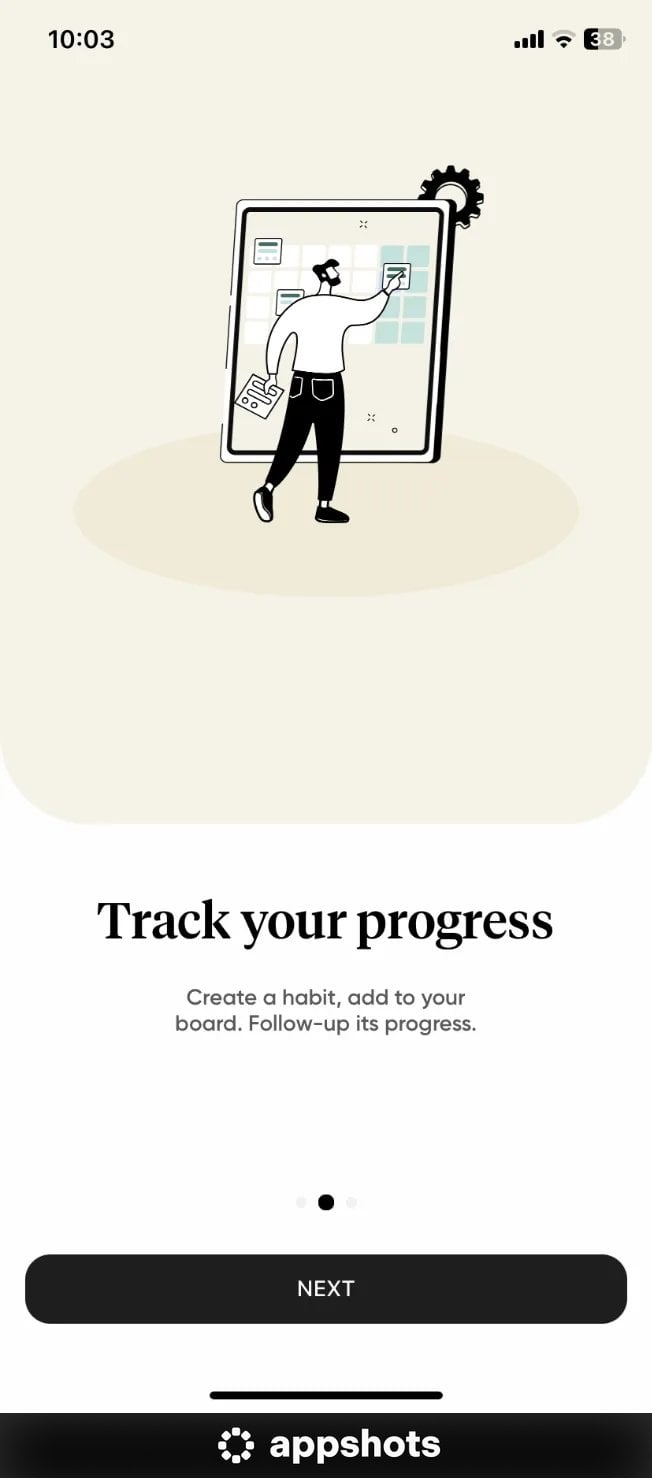 10:03
38
Track your progress
Create a habit, add to your
board. Follow-up its progress.
NEXT
appshots